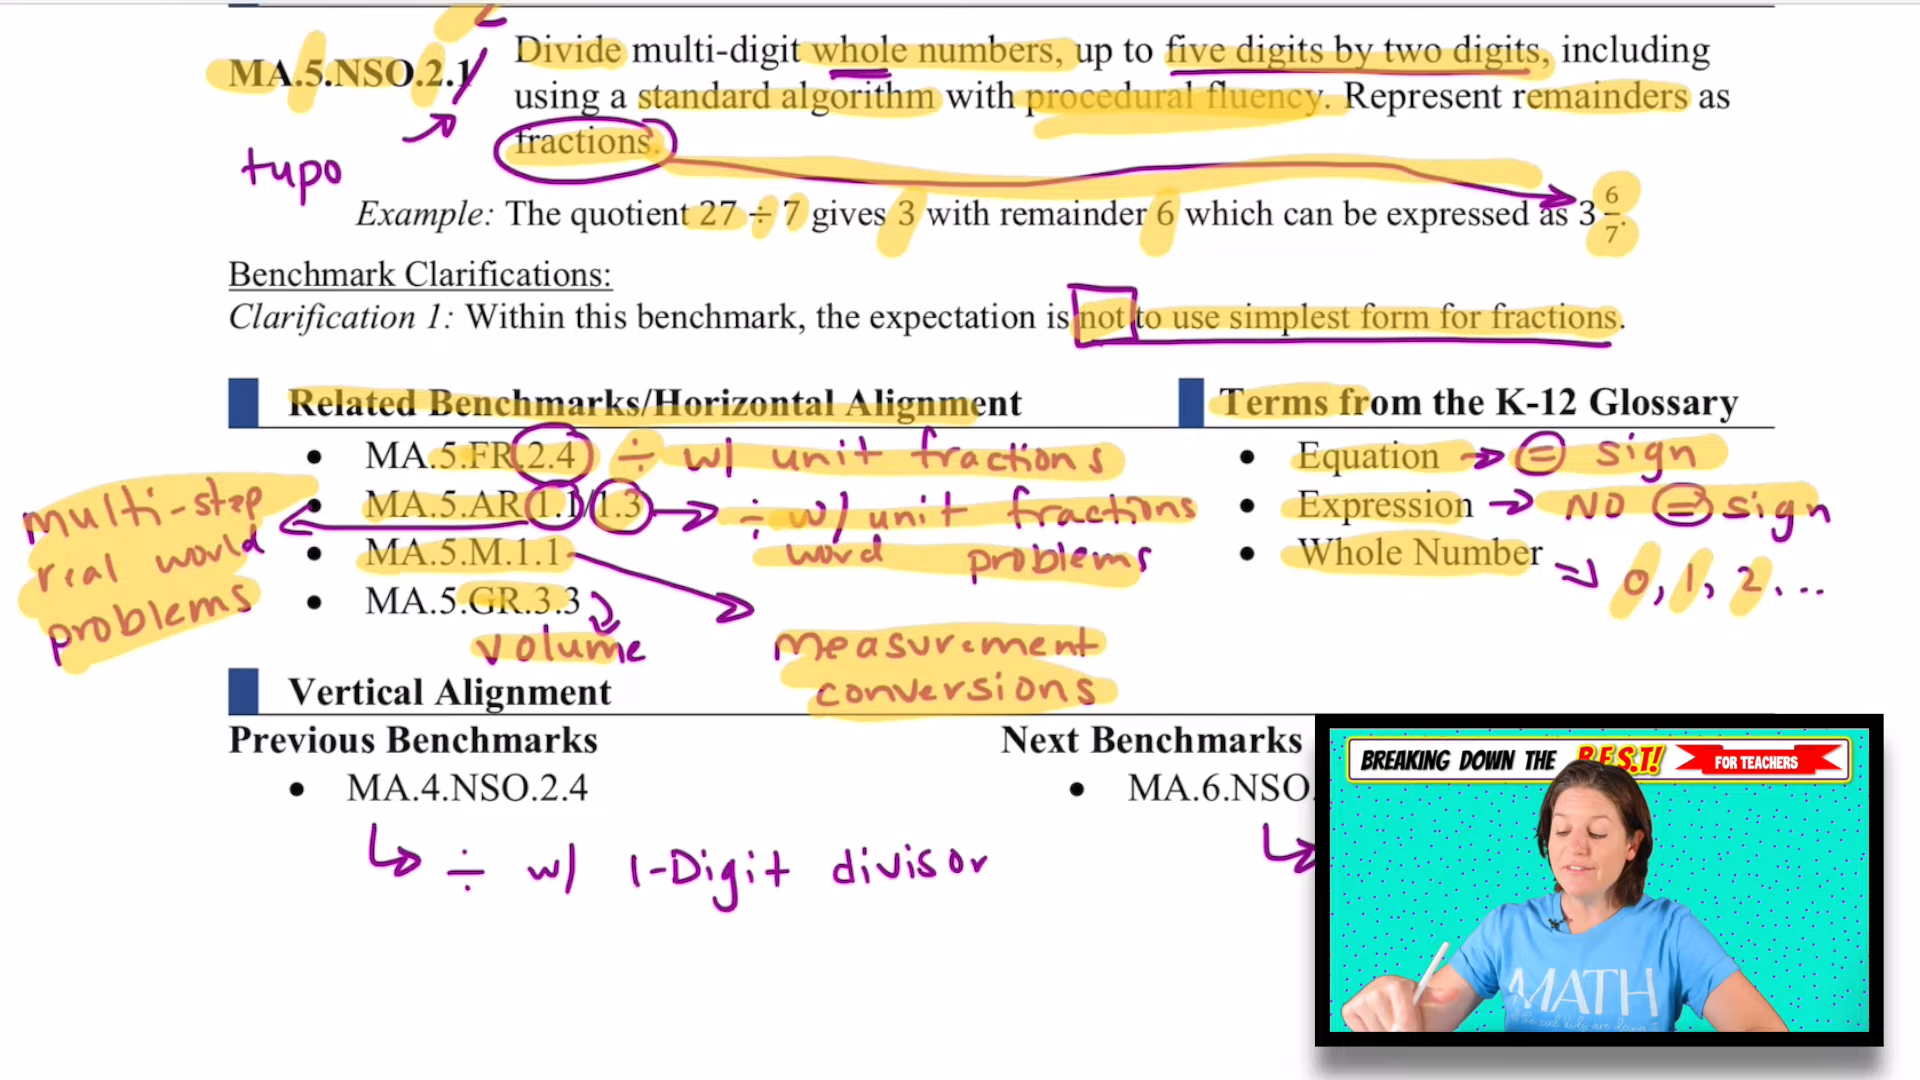 2
MA.5.NSO.2.1
Divide multi-digit whole numbers, up to five digits by two digits, including
using a standard algorithm with procedural fluency. Represent remainders as
fractions.
typo
Example: The quotient 27 ÷ 7 gives 3 with remainder 6 which can be expressed as 3 6/7.
Benchmark Clarifications:
Clarification 1: Within this benchmark, the expectation is not to use simplest form for fractions.
Related Benchmarks/Horizontal Alignment
• MA.5.FR.2.4 ÷ w/ unit fractions
• MA.5.AR.1.1/1.3 → ÷ w/ unit fractions
word problems
• MA.5.M.1.1
• MA.5.GR.3.3
multi-step
real world
problems
volume
measurement
conversions
Terms from the K-12 Glossary
• Equation → = sign
• Expression → NO = sign
• Whole Number → 0, 1, 2, ...
Vertical Alignment
Previous Benchmarks
• MA.4.NSO.2.4
÷ w/ 1-Digit divisor
Next Benchmarks
• MA.6.NSO.
BREAKING DOWN THE B.E.S.T! FOR TEACHERS
MATH
the cool kids are doing